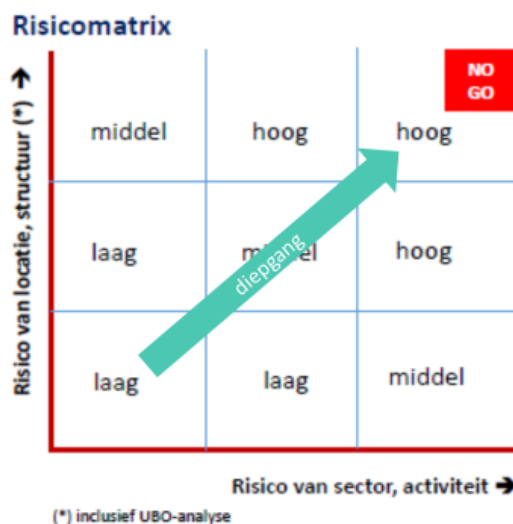 Risicomatrix
Risico van locatie, structuur (*) ➔
NO
GO
middel hoog hoog
laag middel hoog
diepgang
laag laag middel
Risico van sector, activiteit ➔
(*) inclusief UBO-analyse